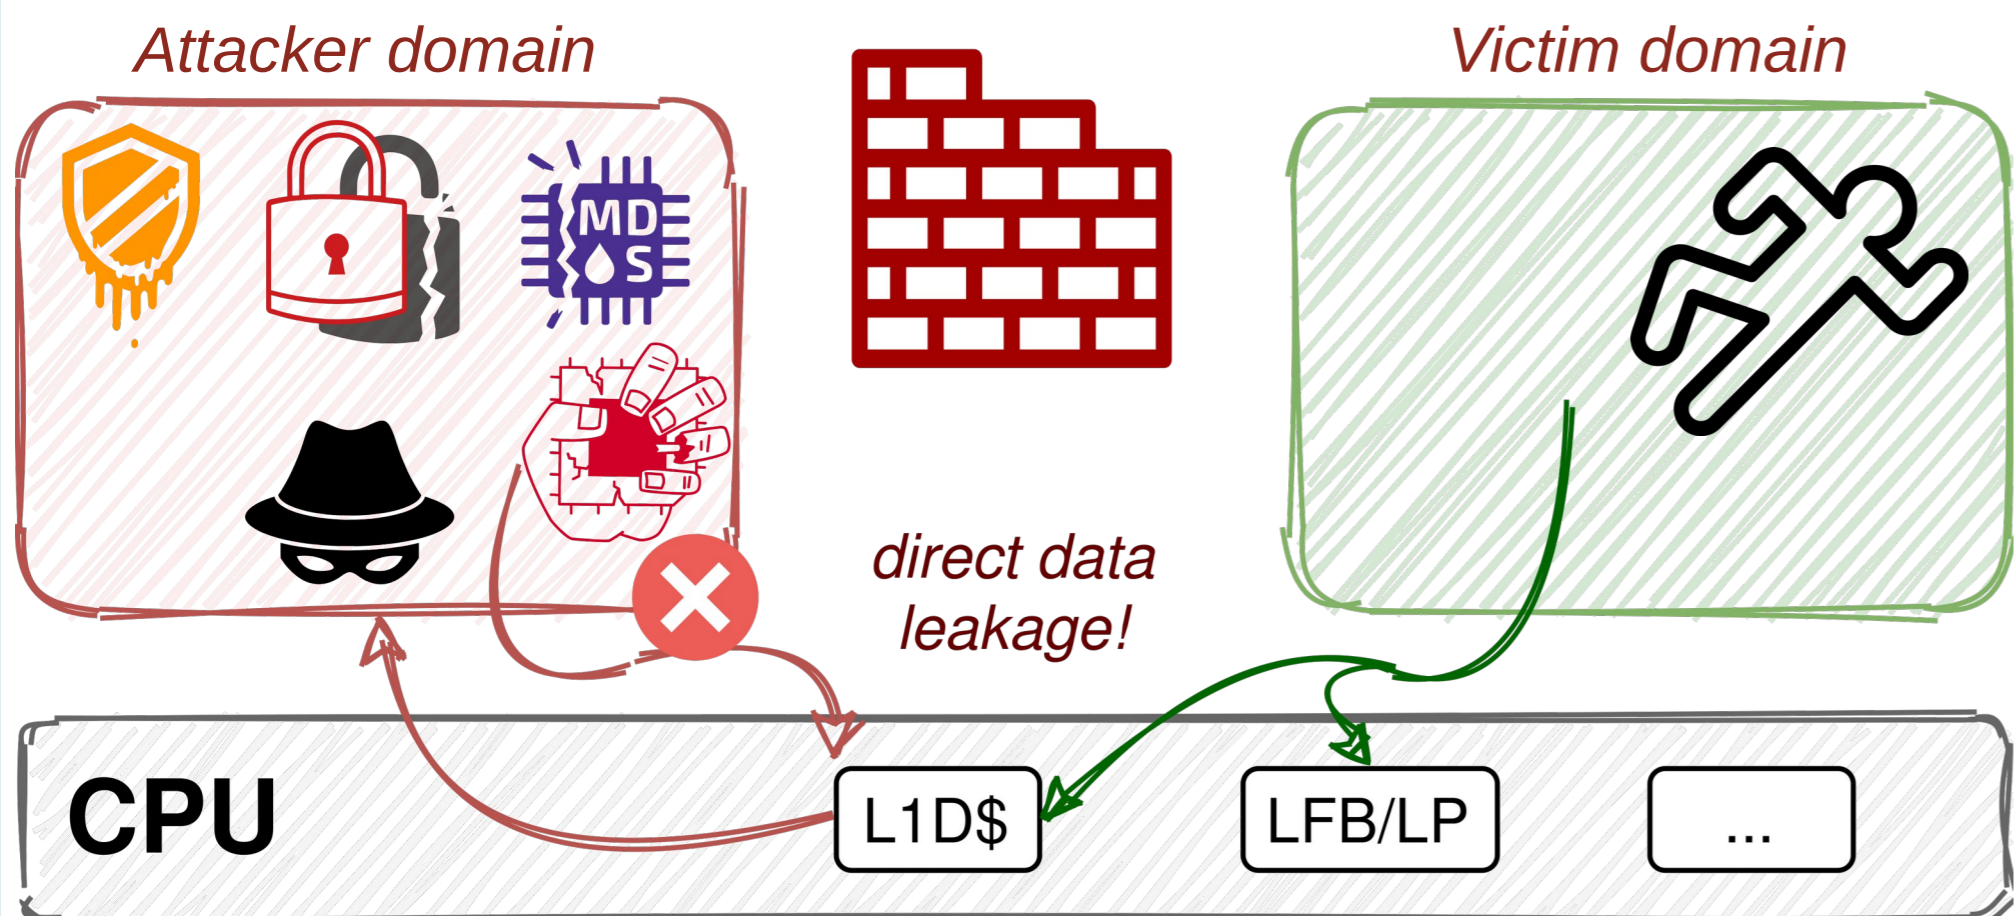 Attacker domain
Victim domain
MD
S
direct data
leakage!
CPU
L1D$
LFB/LP
...